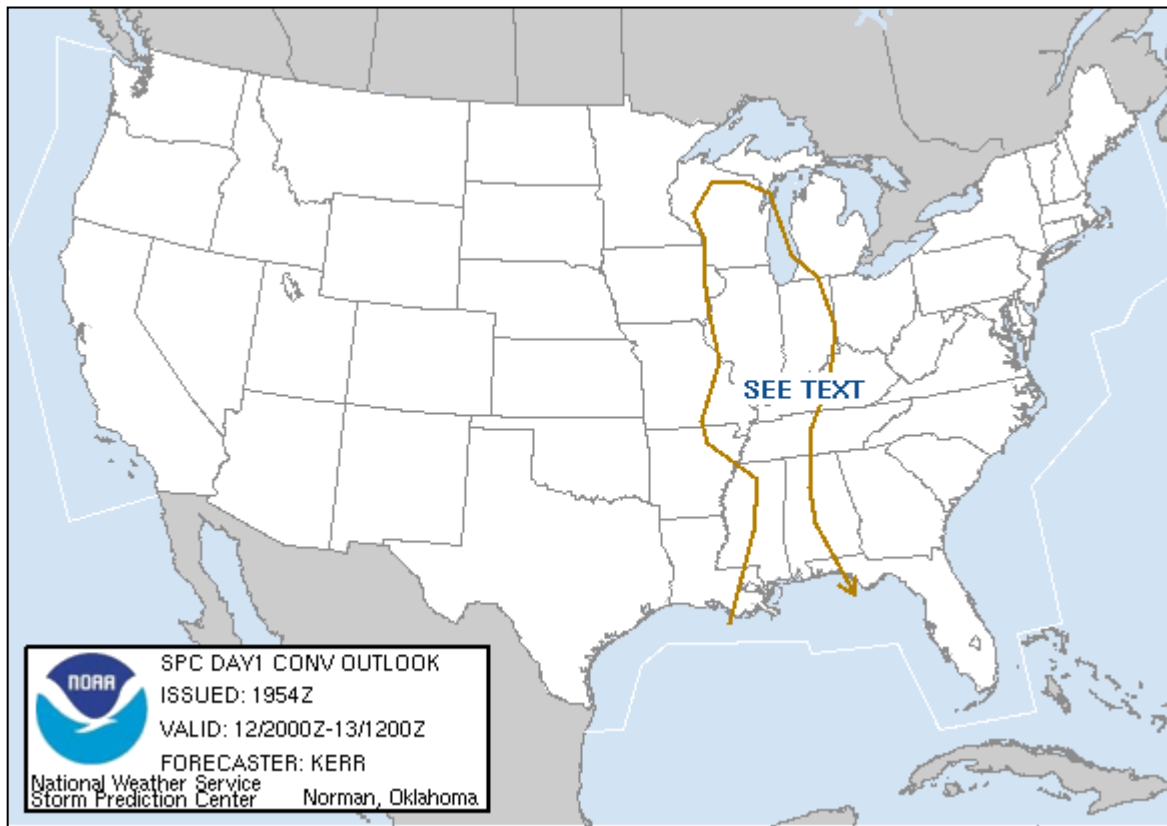 SEE TEXT
NOAA
SPC DAY1 CONV OUTLOOK
ISSUED: 1954Z
VALID: 12/2000Z-13/1200Z
FORECASTER: KERR
National Weather Service
Storm Prediction Center Norman, Oklahoma